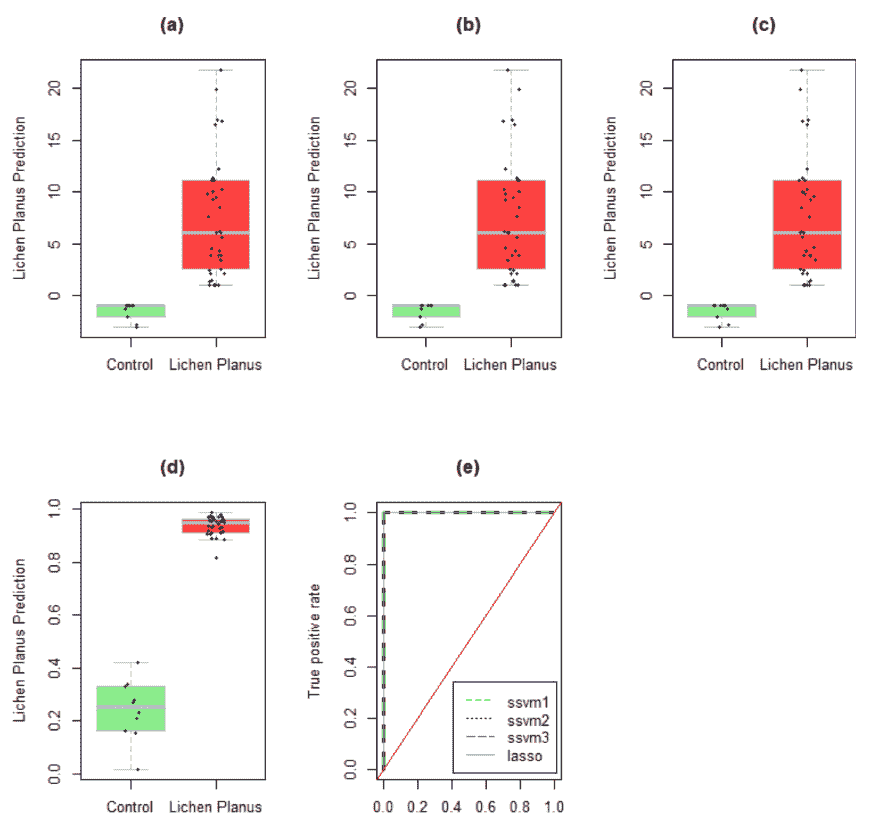 (a)
Lichen Planus Prediction
20
15
10
5
0
Control Lichen Planus
(b)
Lichen Planus Prediction
20
15
10
5
0
Control Lichen Planus
(c)
Lichen Planus Prediction
20
15
10
5
0
Control Lichen Planus
(d)
Lichen Planus Prediction
1.0
0.8
0.6
0.4
0.2
0.0
Control Lichen Planus
(e)
True positive rate
1.0
0.8
0.6
0.4
0.2
0.0
ssvm1
ssvm2
ssvm3
lasso
0.0 0.2 0.4 0.6 0.8 1.0